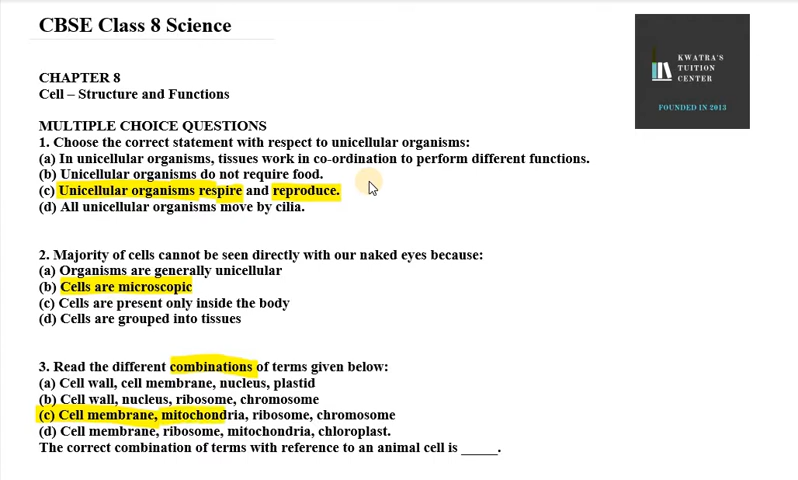 CBSE Class 8 Science
KWATRA'S
TUITION
CENTER
FOUNDED IN 2013
CHAPTER 8
Cell – Structure and Functions
MULTIPLE CHOICE QUESTIONS
1. Choose the correct statement with respect to unicellular organisms:
(a) In unicellular organisms, tissues work in co-ordination to perform different functions.
(b) Unicellular organisms do not require food.
(c) Unicellular organisms respire and reproduce.
(d) All unicellular organisms move by cilia.
2. Majority of cells cannot be seen directly with our naked eyes because:
(a) Organisms are generally unicellular
(b) Cells are microscopic
(c) Cells are present only inside the body
(d) Cells are grouped into tissues
3. Read the different combinations of terms given below:
(a) Cell wall, cell membrane, nucleus, plastid
(b) Cell wall, nucleus, ribosome, chromosome
(c) Cell membrane, mitochondria, ribosome, chromosome
(d) Cell membrane, ribosome, mitochondria, chloroplast.
The correct combination of terms with reference to an animal cell is _____.